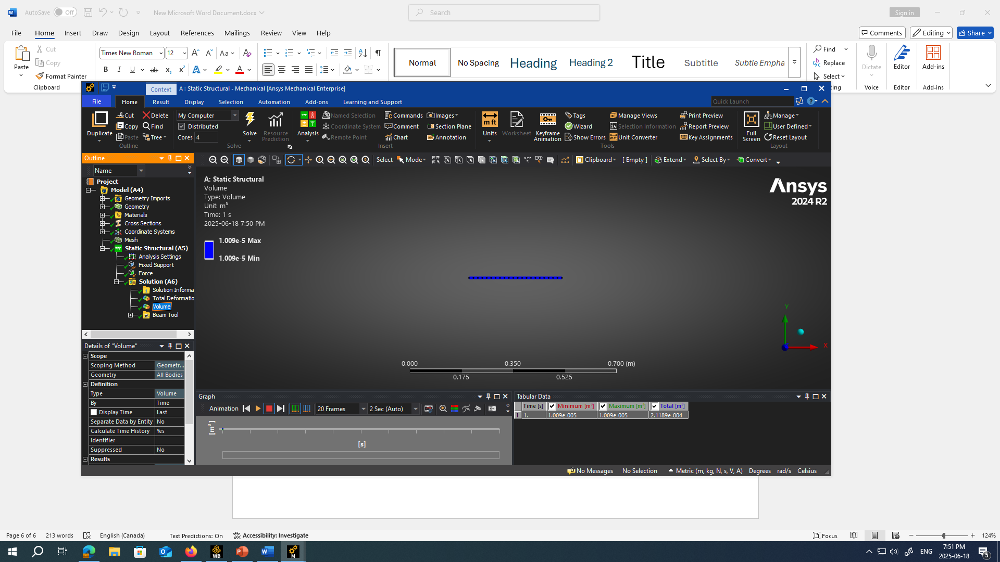 AutoSave Off New Microsoft Word Document.docx Search Sign in
File Home Insert Draw Design Layout References Mailings Review View Help Comments Editing Share
Paste Cut Copy Format Painter Clipboard
Times New Roman 12
Normal No Spacing Heading Heading 2 Title Subtitle Subtle Empha
Find Replace Select
Dictate Editor Add-ins
Voice Editor Add-ins
Context A : Static Structural - Mechanical [Ansys Mechanical Enterprise]
File Home Result Display Selection Automation Add-ons Learning and Support Quick Launch
Duplicate Cut Copy Paste Delete Find Tree
Outline
My Computer
Distributed
Cores 4
Solve Resource Prediction
Solve
Analysis Named Selection Coordinate System Remote Point Commands Comment Chart Images Section Plane Annotation
Insert
Units Worksheet Keyframe Animation Tags Wizard Show Errors Manage Views Selection Information Unit Converter Print Preview Report Preview Key Assignments
Tools
Full Screen Manage User Defined Reset Layout
Layout
Outline
Select Mode Clipboard [ Empty ] Extend Select By Convert
Name
Project
Model (A4)
Geometry Imports
Geometry
Materials
Cross Sections
Coordinate Systems
Mesh
Static Structural (A5)
Analysis Settings
Fixed Support
Force
Solution (A6)
Solution Informa
Total Deformatio
Volume
Beam Tool
A: Static Structural
Volume
Type: Volume
Unit: m³
Time: 1 s
2025-06-18 7:50 PM
1.009e-5 Max
1.009e-5 Min
Ansys
2024 R2
Y
X
0.000 0.350 0.700 (m)
0.175 0.525
Details of "Volume"
Scope
Scoping Method Geometr...
Geometry All Bodies
Definition
Type Volume
By Time
Display Time Last
Separate Data by Entity No
Calculate Time History Yes
Identifier
Suppressed No
Results
Graph
Animation 20 Frames 2 Sec (Auto)
[m³]
[s]
Tabular Data
Time [s] Minimum [m³] Maximum [m³] Total [m³]
1 1. 1.009e-005 1.009e-005 2.1189e-004
No Messages No Selection Metric (m, kg, N, s, V, A) Degrees rad/s Celsius
Page 6 of 6 213 words English (Canada) Text Predictions: On Accessibility: Investigate Focus 124%
ENG 7:51 PM
2025-06-18 5